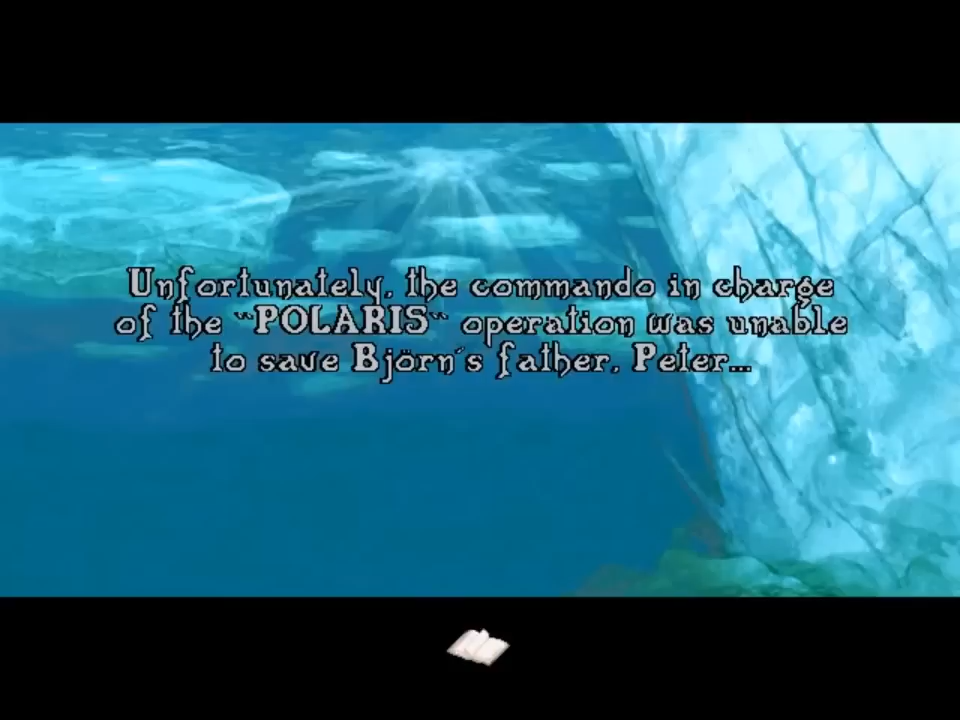 Unfortunately, the commando in charge
of the "POLARIS" operation was unable
to save Björn's father, Peter...